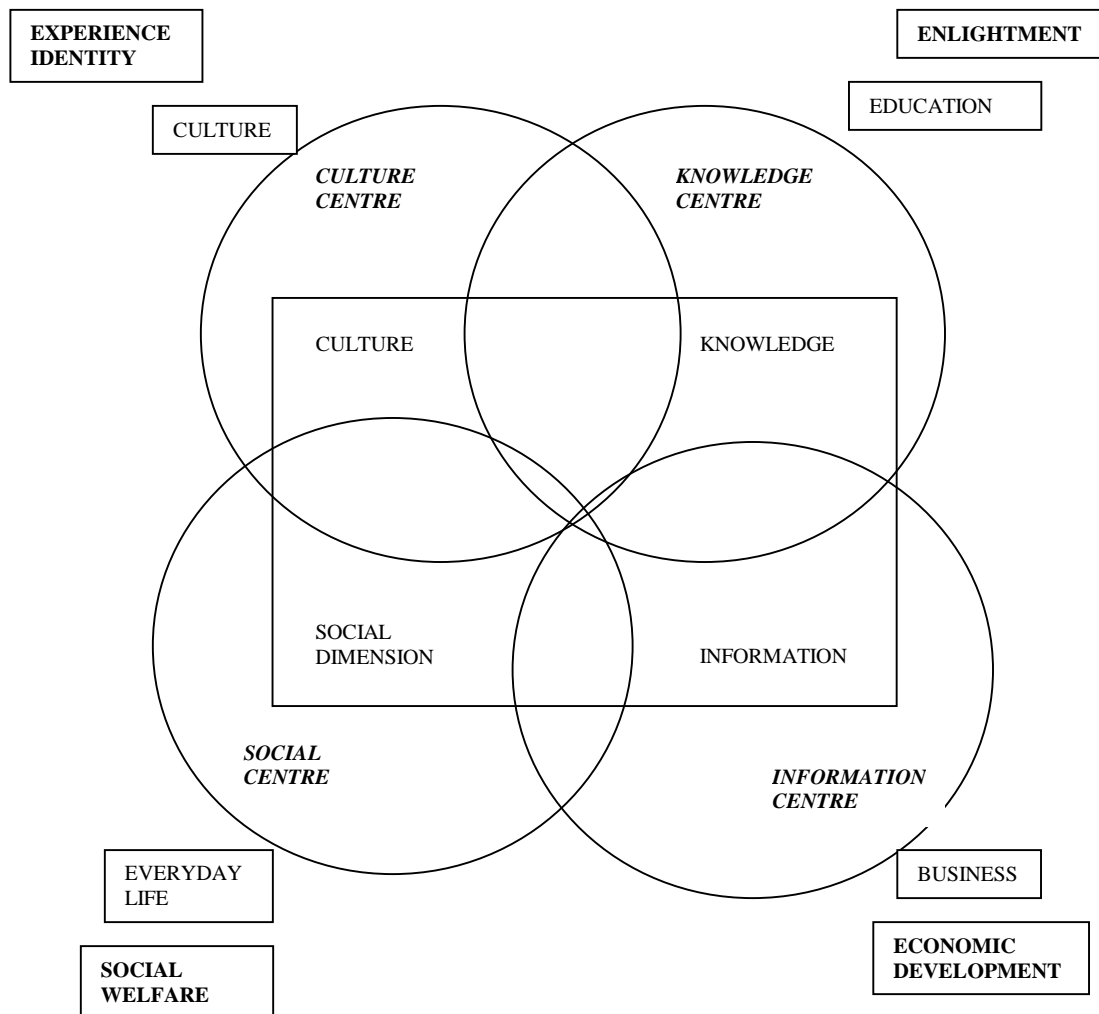 EXPERIENCE
IDENTITY
ENLIGHTMENT
CULTURE
EDUCATION
CULTURE
CENTRE
KNOWLEDGE
CENTRE
CULTURE
KNOWLEDGE
SOCIAL
DIMENSION
INFORMATION
SOCIAL
CENTRE
INFORMATION
CENTRE
EVERYDAY
LIFE
BUSINESS
SOCIAL
WELFARE
ECONOMIC
DEVELOPMENT